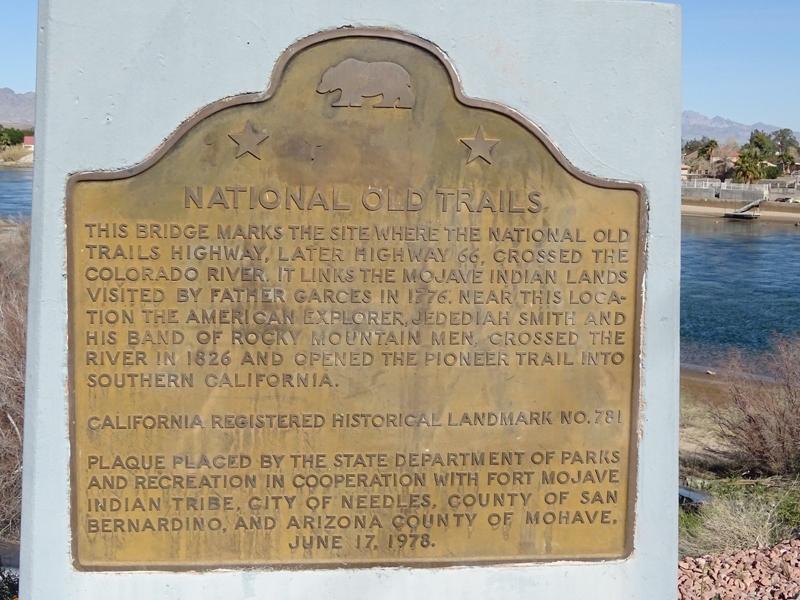 NATIONAL OLD TRAILS
THIS BRIDGE MARKS THE SITE WHERE THE NATIONAL OLD
TRAILS HIGHWAY, LATER HIGHWAY 66, CROSSED THE
COLORADO RIVER. IT LINKS THE MOJAVE INDIAN LANDS
VISITED BY FATHER GARCES IN 1776. NEAR THIS LOCA-
TION THE AMERICAN EXPLORER, JEDEDIAH SMITH AND
HIS BAND OF ROCKY MOUNTAIN MEN, CROSSED THE
RIVER IN 1826 AND OPENED THE PIONEER TRAIL INTO
SOUTHERN CALIFORNIA.
CALIFORNIA REGISTERED HISTORICAL LANDMARK NO. 781
PLAQUE PLACED BY THE STATE DEPARTMENT OF PARKS
AND RECREATION IN COOPERATION WITH FORT MOJAVE
INDIAN TRIBE, CITY OF NEEDLES, COUNTY OF SAN
BERNARDINO, AND ARIZONA COUNTY OF MOHAVE.
JUNE 17, 1978.